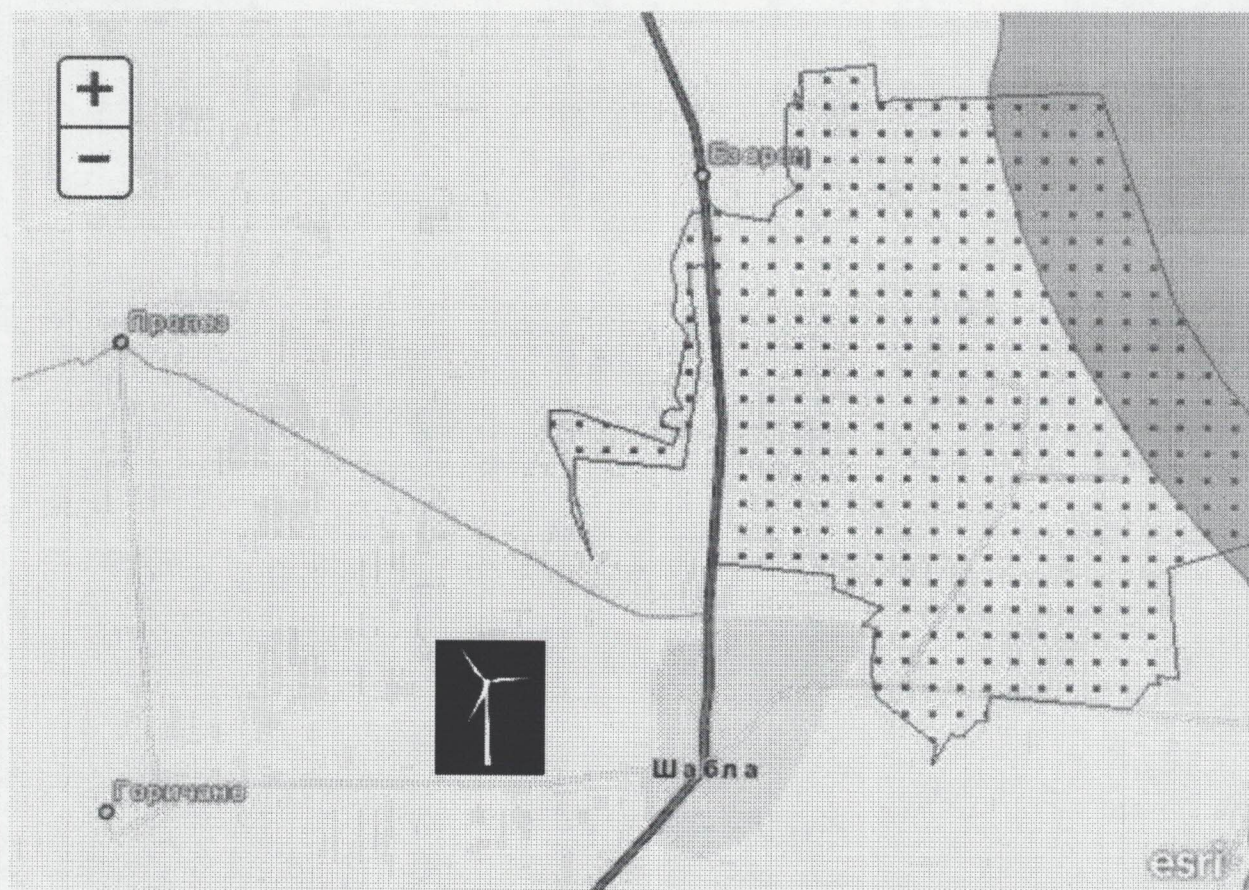 +
−
Езерец
Пролез
Шабла
Горичане
esri